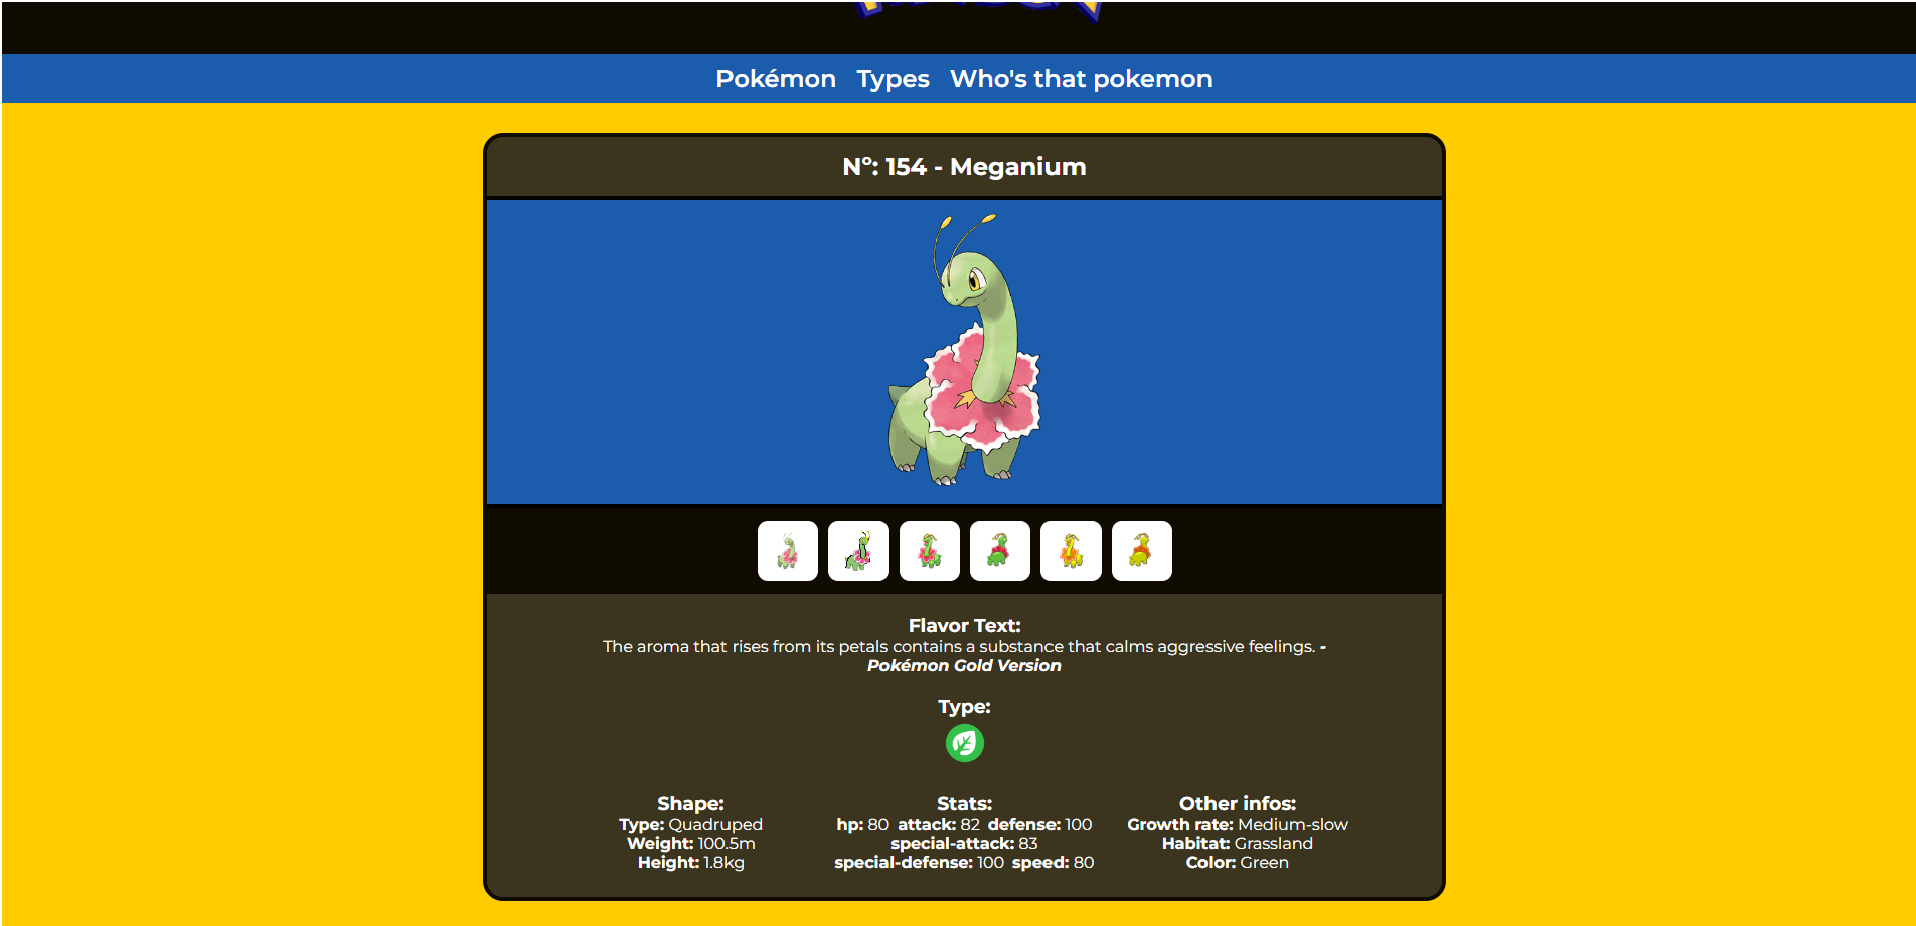 Pokémon Types Who's that pokemon
Nº: 154 - Meganium
Flavor Text:
The aroma that rises from its petals contains a substance that calms aggressive feelings. -
Pokémon Gold Version
Type:
Shape:
Type: Quadruped
Weight: 100.5m
Height: 1.8kg
Stats:
hp: 80 attack: 82 defense: 100
special-attack: 83
special-defense: 100 speed: 80
Other infos:
Growth rate: Medium-slow
Habitat: Grassland
Color: Green